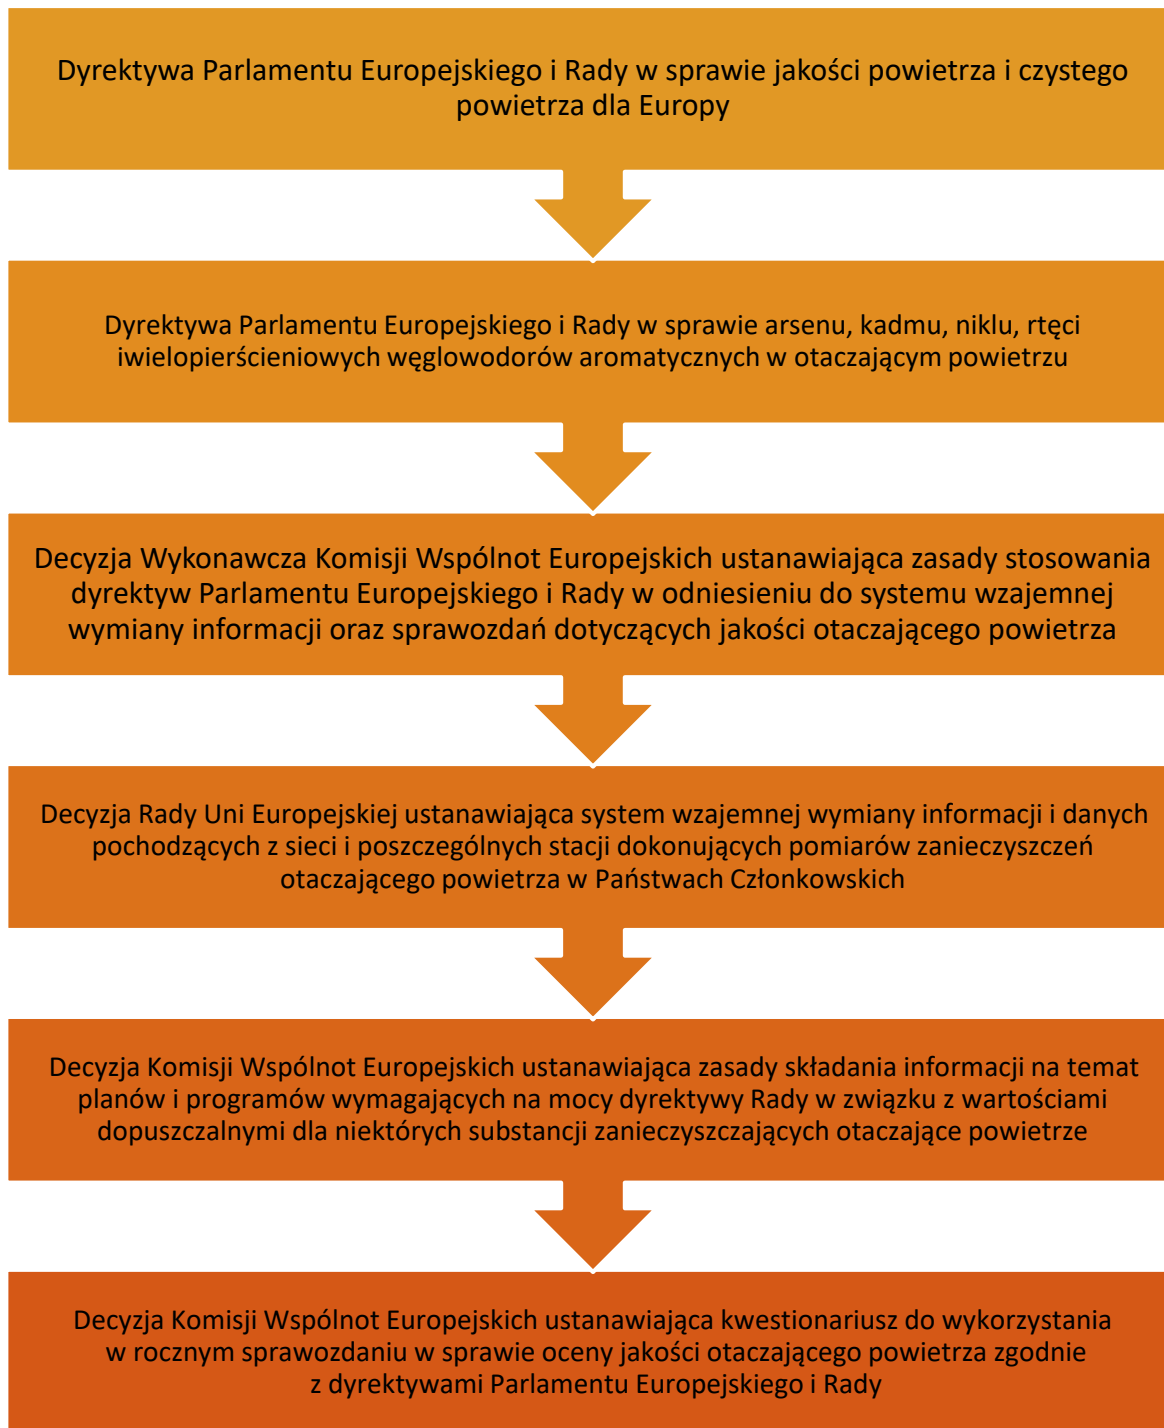 Dyrektywa Parlamentu Europejskiego i Rady w sprawie jakości powietrza i czystego
powietrza dla Europy
Dyrektywa Parlamentu Europejskiego i Rady w sprawie arsenu, kadmu, niklu, rtęci
iwielopierścieniowych węglowodorów aromatycznych w otaczającym powietrzu
Decyzja Wykonawcza Komisji Wspólnot Europejskich ustanawiająca zasady stosowania
dyrektyw Parlamentu Europejskiego i Rady w odniesieniu do systemu wzajemnej
wymiany informacji oraz sprawozdań dotyczących jakości otaczającego powietrza
Decyzja Rady Uni Europejskiej ustanawiająca system wzajemnej wymiany informacji i danych
pochodzących z sieci i poszczególnych stacji dokonujących pomiarów zanieczyszczeń
otaczającego powietrza w Państwach Członkowskich
Decyzja Komisji Wspólnot Europejskich ustanawiająca zasady składania informacji na temat
planów i programów wymagających na mocy dyrektywy Rady w związku z wartościami
dopuszczalnymi dla niektórych substancji zanieczyszczających otaczające powietrze
Decyzja Komisji Wspólnot Europejskich ustanawiająca kwestionariusz do wykorzystania
w rocznym sprawozdaniu w sprawie oceny jakości otaczającego powietrza zgodnie
z dyrektywami Parlamentu Europejskiego i Rady